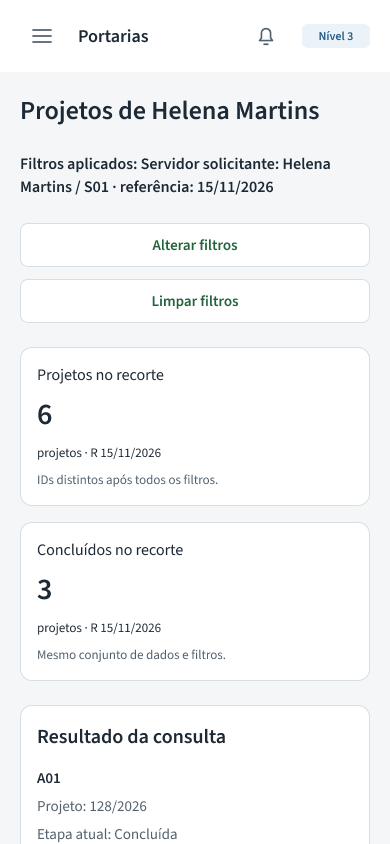 Portarias
Nível 3
Projetos de Helena Martins
Filtros aplicados: Servidor solicitante: Helena
Martins / S01 · referência: 15/11/2026
Alterar filtros
Limpar filtros
Projetos no recorte
6
projetos · R 15/11/2026
IDs distintos após todos os filtros.
Concluídos no recorte
3
projetos · R 15/11/2026
Mesmo conjunto de dados e filtros.
Resultado da consulta
A01
Projeto: 128/2026
Etapa atual: Concluída